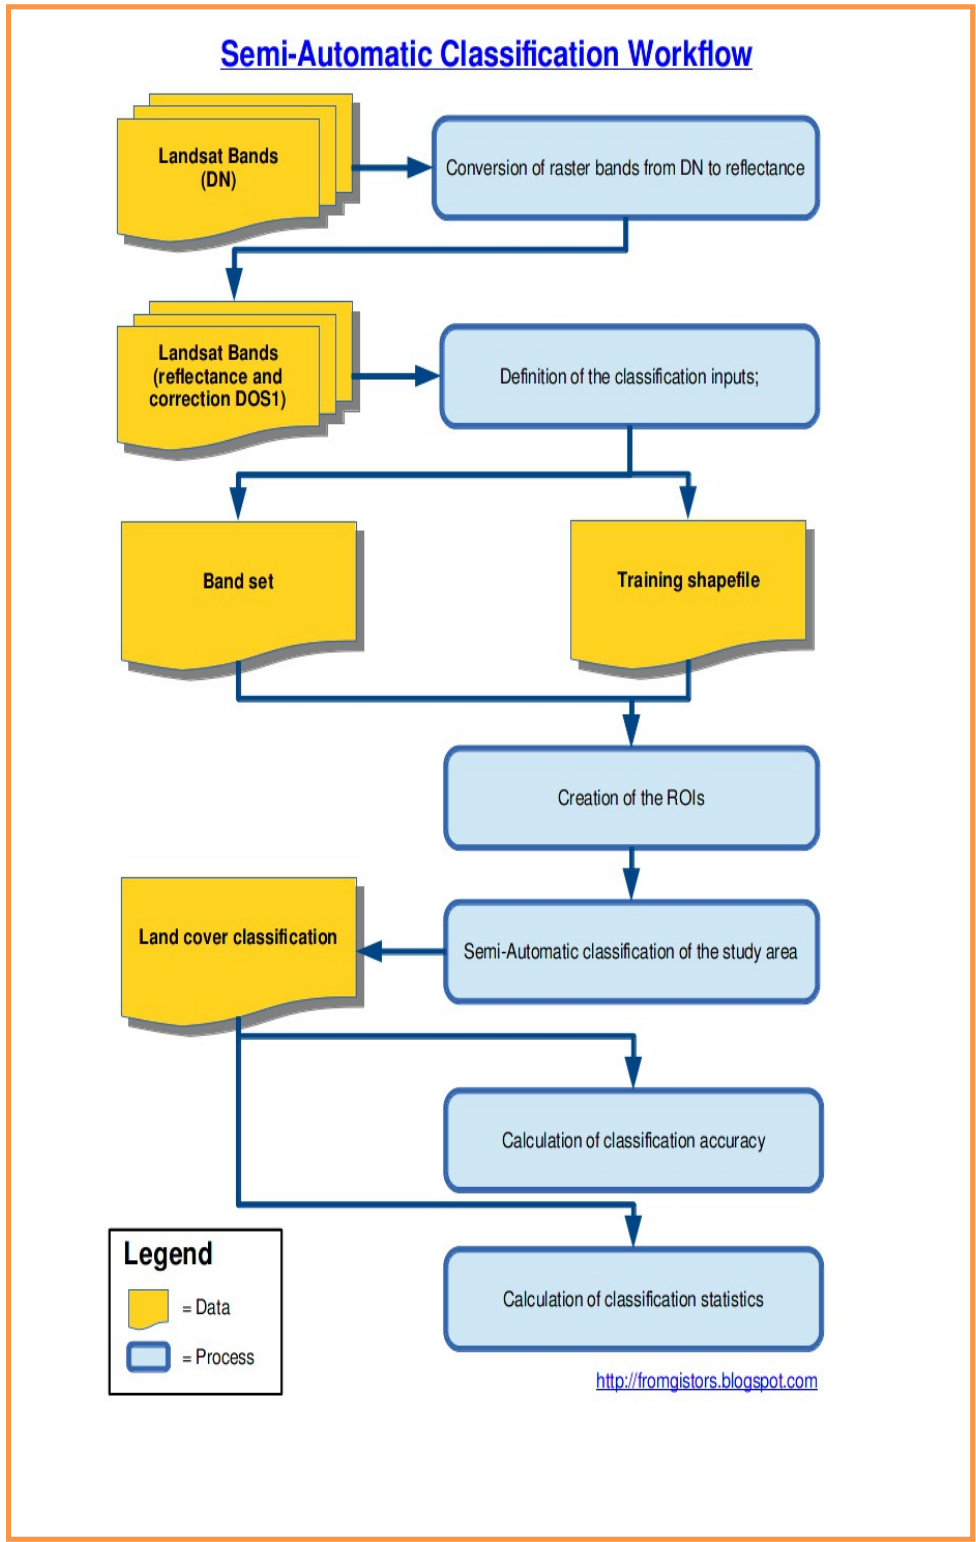 Semi-Automatic Classification Workflow
Landsat Bands
(DN)
Conversion of raster bands from DN to reflectance
Landsat Bands
(reflectance and
correction DOS1)
Definition of the classification inputs;
Band set
Training shapefile
Creation of the ROIs
Land cover classification
Semi-Automatic classification of the study area
Calculation of classification accuracy
Calculation of classification statistics
Legend
= Data
= Process
http://fromgistors.blogspot.com